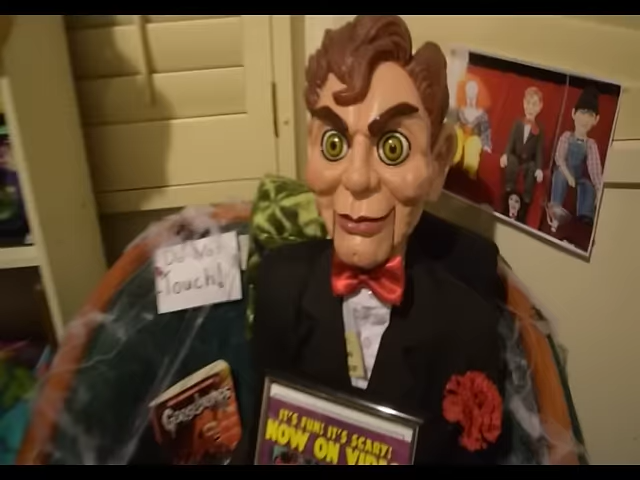 Do Not
Touch!
GOOSEBUMPS
IT'S FUN! IT'S SCARY!
NOW ON VIDEO